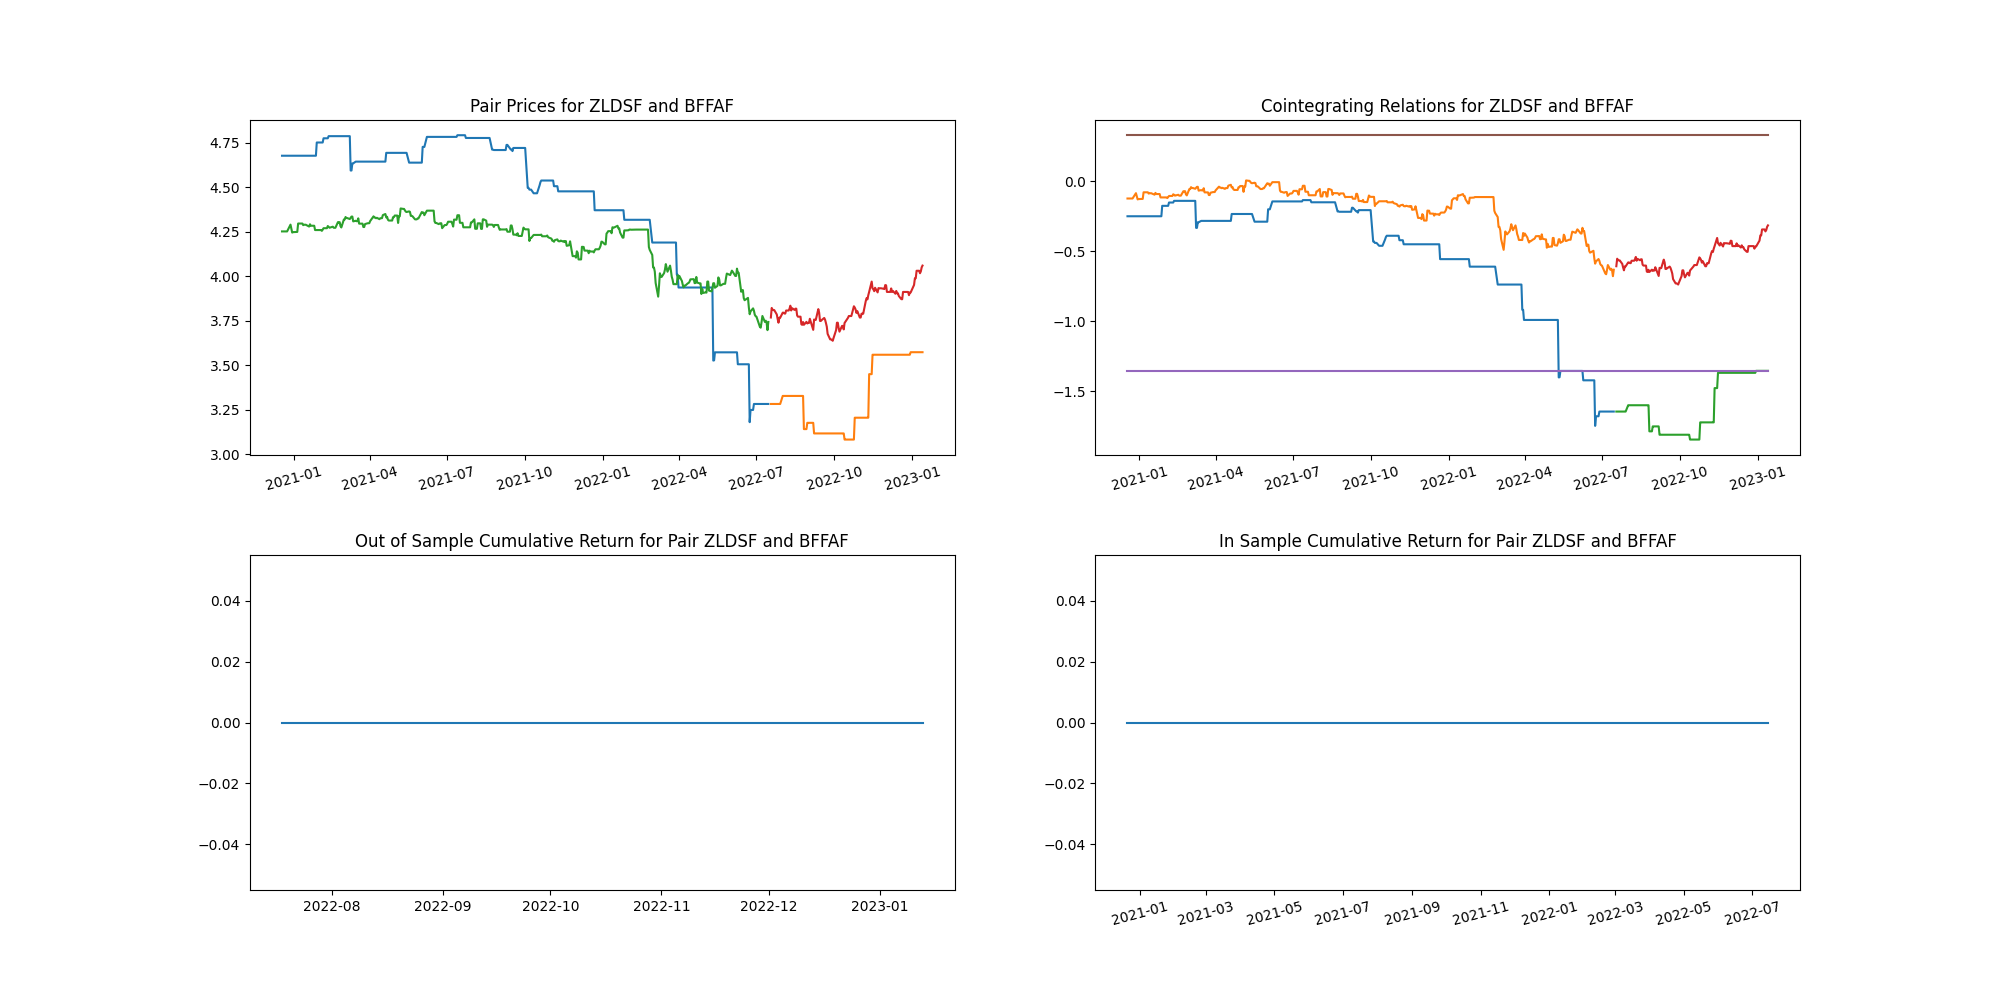 Pair Prices for ZLDSF and BFFAF
4.75
4.50
4.25
4.00
3.75
3.50
3.25
3.00
2021-01 2021-04 2021-07 2021-10 2022-01 2022-04 2022-07 2022-10 2023-01
Cointegrating Relations for ZLDSF and BFFAF
0.0
−0.5
−1.0
−1.5
2021-01 2021-04 2021-07 2021-10 2022-01 2022-04 2022-07 2022-10 2023-01
Out of Sample Cumulative Return for Pair ZLDSF and BFFAF
0.04
0.02
0.00
−0.02
−0.04
2022-08 2022-09 2022-10 2022-11 2022-12 2023-01
In Sample Cumulative Return for Pair ZLDSF and BFFAF
0.04
0.02
0.00
−0.02
−0.04
2021-01 2021-03 2021-05 2021-07 2021-09 2021-11 2022-01 2022-03 2022-05 2022-07